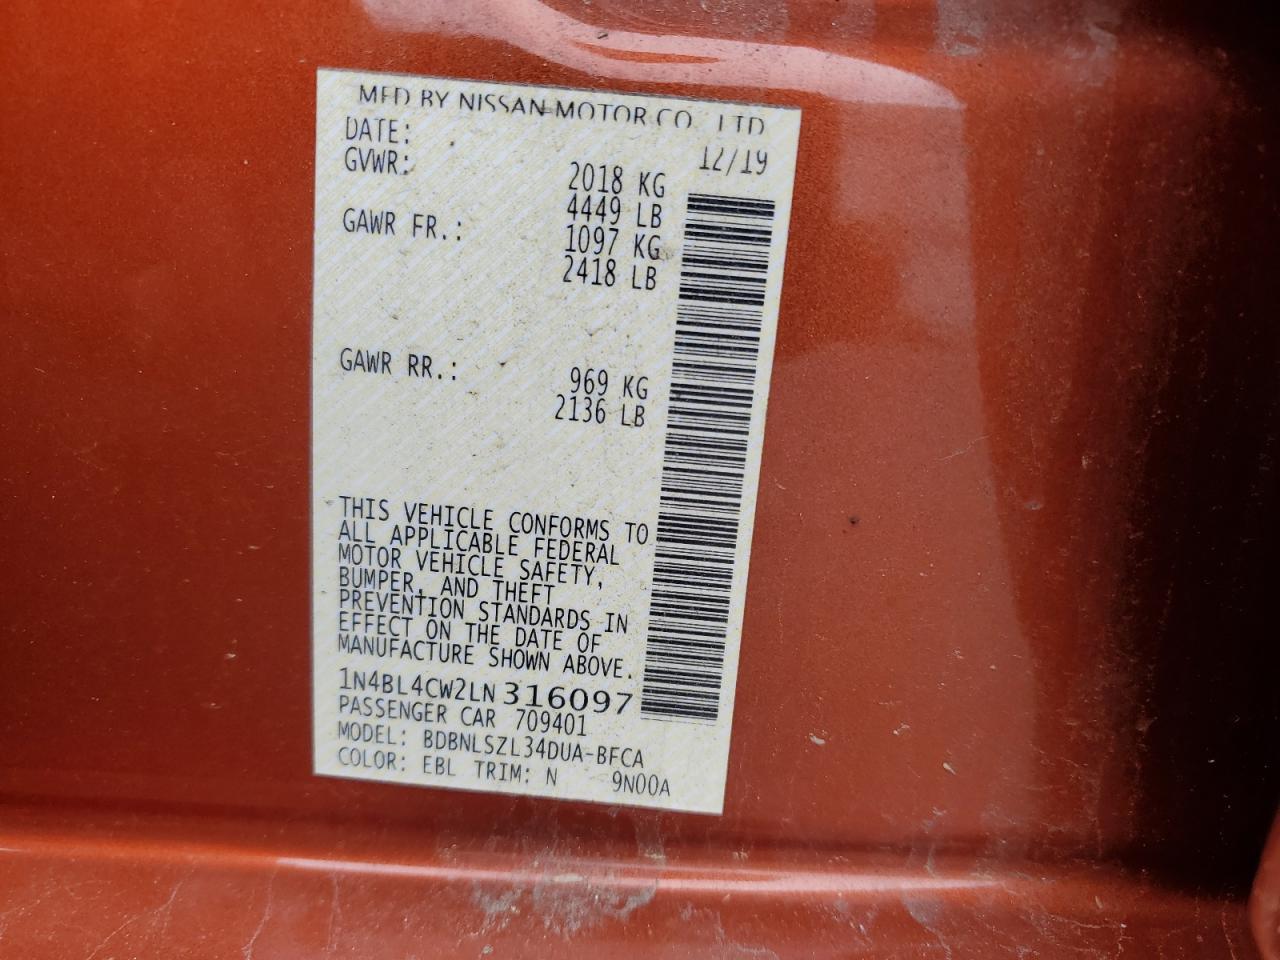 MFD BY NISSAN MOTOR CO., LTD.
DATE: 12/19
GVWR: 2018 KG
4449 LB
GAWR FR.: 1097 KG
2418 LB
GAWR RR.: 969 KG
2136 LB
THIS VEHICLE CONFORMS TO
ALL APPLICABLE FEDERAL
MOTOR VEHICLE SAFETY,
BUMPER, AND THEFT
PREVENTION STANDARDS IN
EFFECT ON THE DATE OF
MANUFACTURE SHOWN ABOVE.
1N4BL4CW2LN316097
PASSENGER CAR 709401
MODEL: BDBNLSZL34DUA-BFCA
COLOR: EBL TRIM: N 9N00A